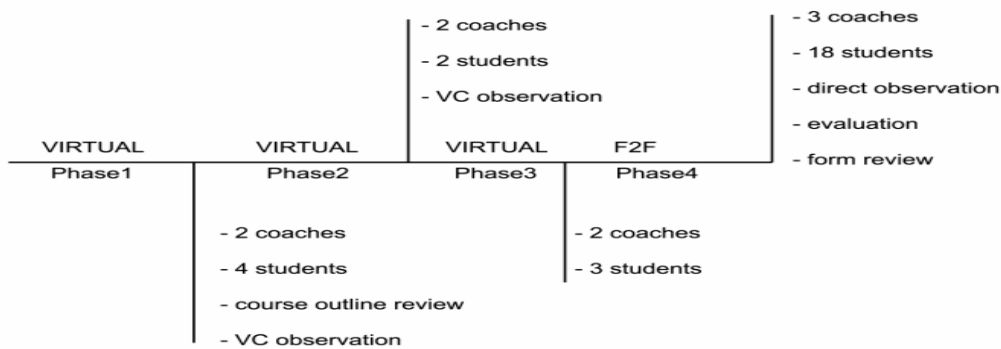 - 2 coaches
- 2 students
- VC observation
- 3 coaches
- 18 students
- direct observation
- evaluation
- form review
VIRTUAL VIRTUAL VIRTUAL F2F
Phase1 Phase2 Phase3 Phase4
- 2 coaches
- 4 students
- course outline review
- VC observation
- 2 coaches
- 3 students